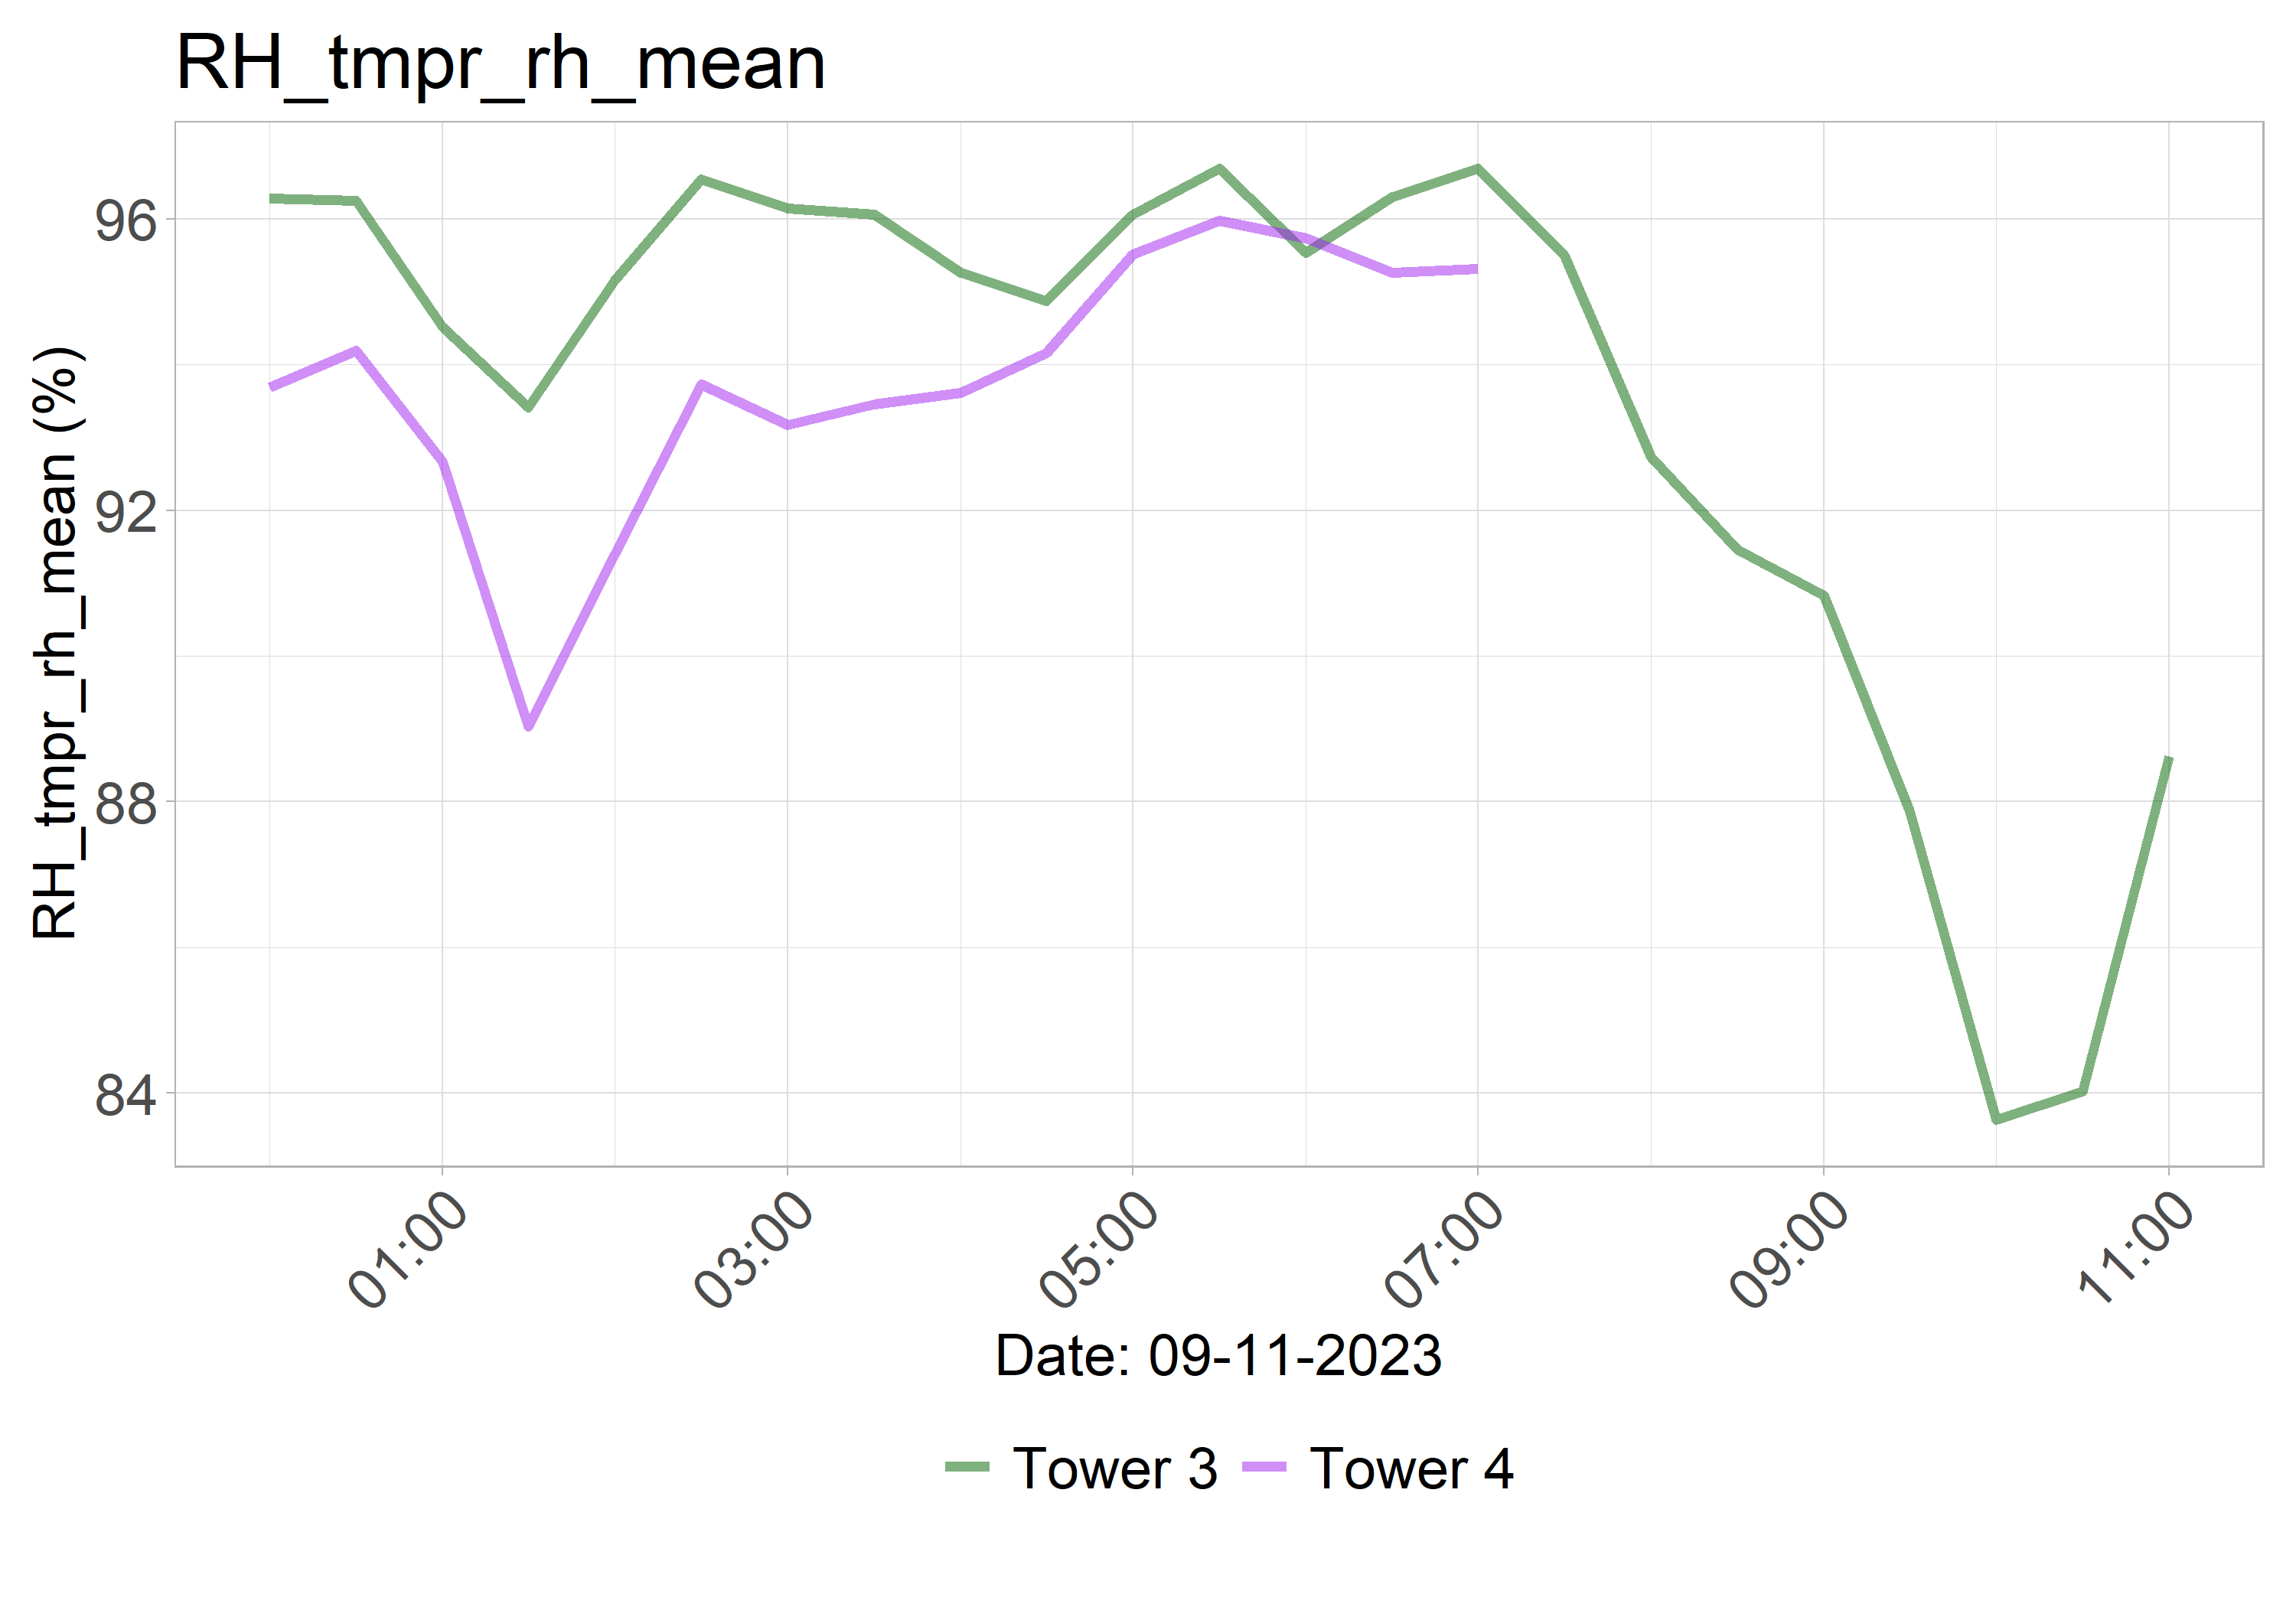 RH_tmpr_rh_mean
RH_tmpr_rh_mean (%)
96
92
88
84
01:00
03:00
05:00
07:00
09:00
11:00
Date: 09-11-2023
Tower 3
Tower 4